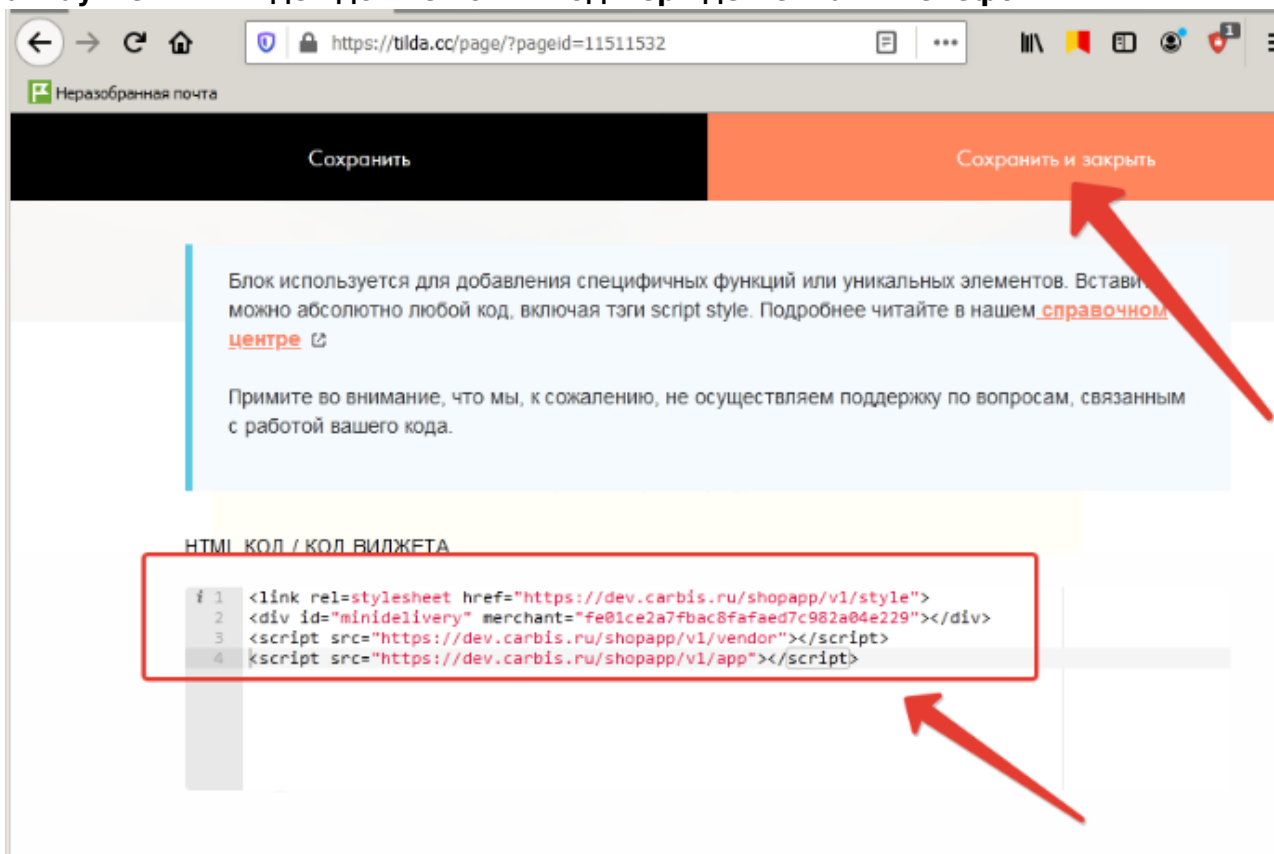 https://tilda.cc/page/?pageid=11511532
1
Неразобранная почта
Сохранить
Сохранить и закрыть
Блок используется для добавления специфичных функций или уникальных элементов. Встави
можно абсолютно любой код, включая тэги script style. Подробнее читайте в нашем справочном
центре
Примите во внимание, что мы, к сожалению, не осуществляем поддержку по вопросам, связанным
с работой вашего кода.
HTML КОД / КОД ВИДЖЕТА
i 1 <link rel=stylesheet href="https://dev.carbis.ru/shopapp/v1/style">
2 <div id="minidelivery" merchant="fe01ce2a7fbac8fafaed7c982a04e229"></div>
3 <script src="https://dev.carbis.ru/shopapp/v1/vendor"></script>
4 <script src="https://dev.carbis.ru/shopapp/v1/app"></script>